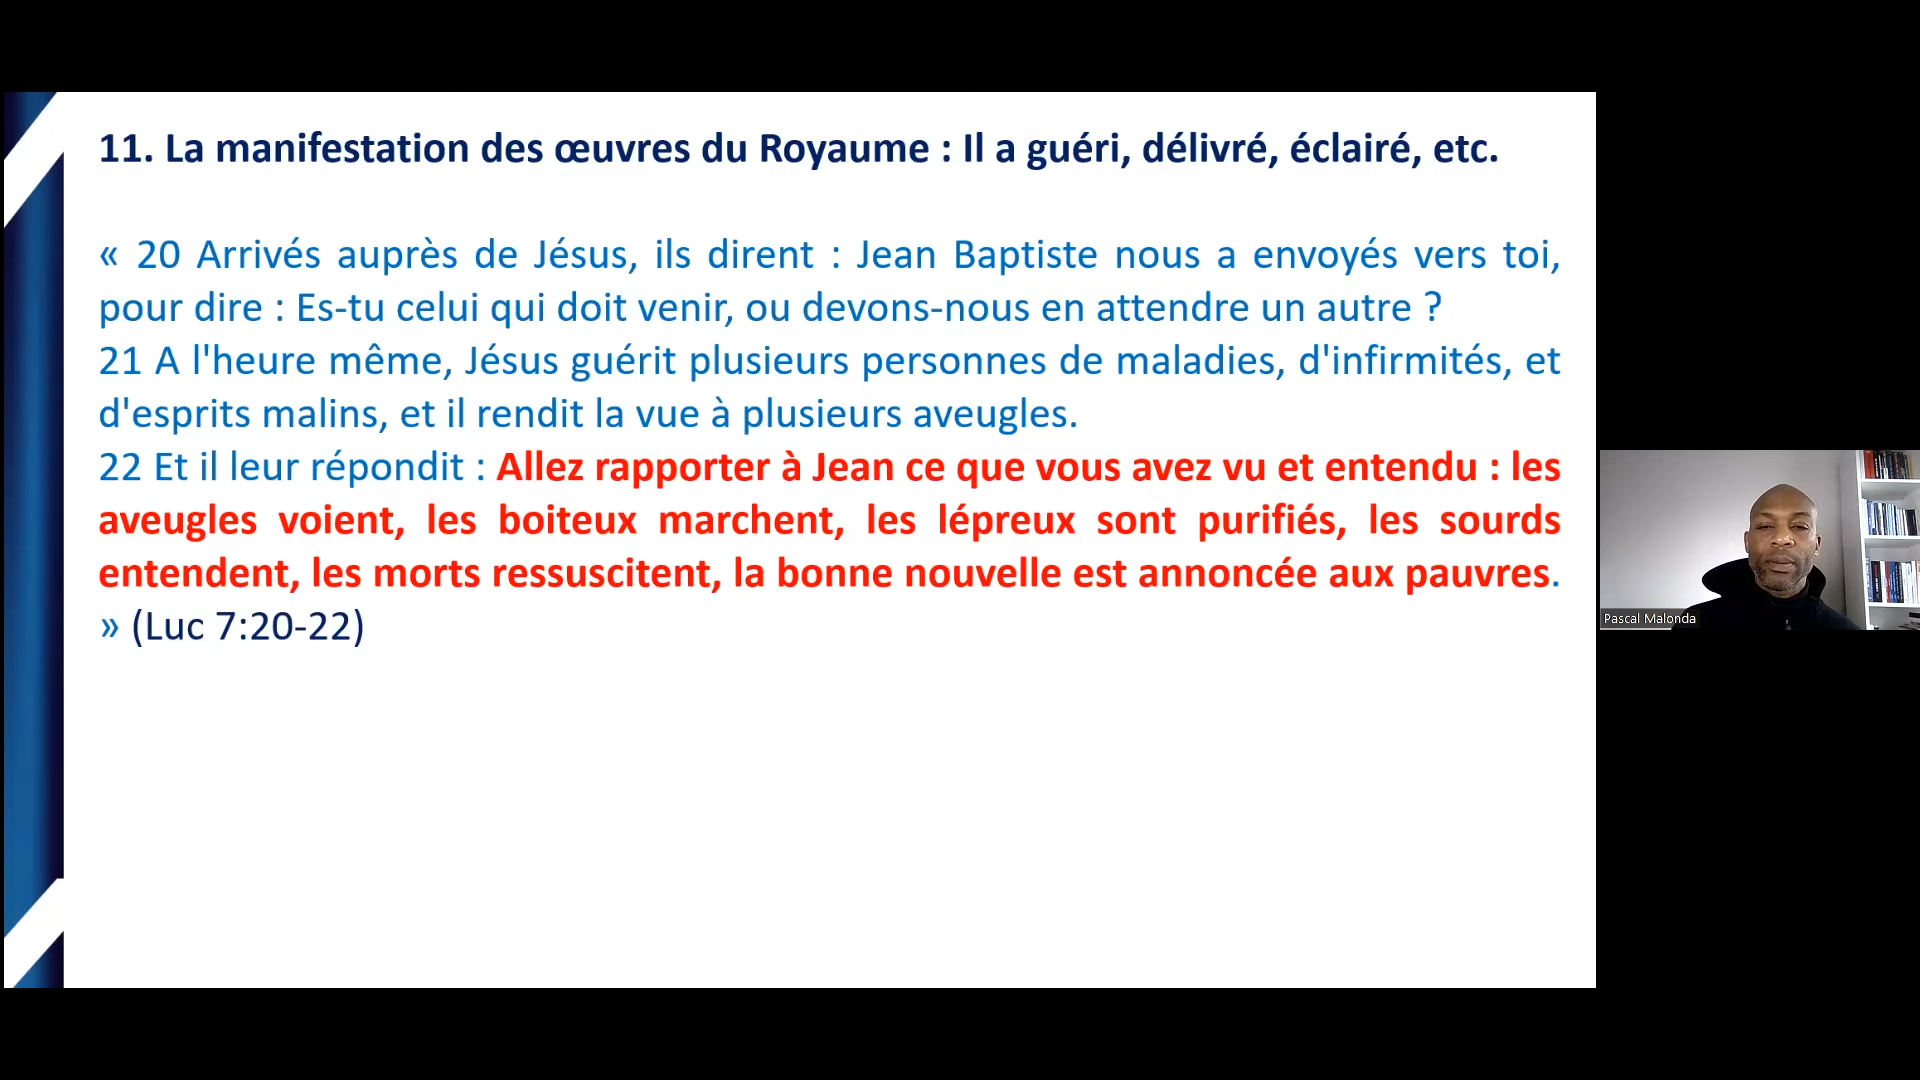 11. La manifestation des œuvres du Royaume : Il a guéri, délivré, éclairé, etc.
« 20 Arrivés auprès de Jésus, ils dirent : Jean Baptiste nous a envoyés vers toi,
pour dire : Es-tu celui qui doit venir, ou devons-nous en attendre un autre ?
21 A l'heure même, Jésus guérit plusieurs personnes de maladies, d'infirmités, et
d'esprits malins, et il rendit la vue à plusieurs aveugles.
22 Et il leur répondit : Allez rapporter à Jean ce que vous avez vu et entendu : les
aveugles voient, les boiteux marchent, les lépreux sont purifiés, les sourds
entendent, les morts ressuscitent, la bonne nouvelle est annoncée aux pauvres.
» (Luc 7:20-22)
Pascal Malonda